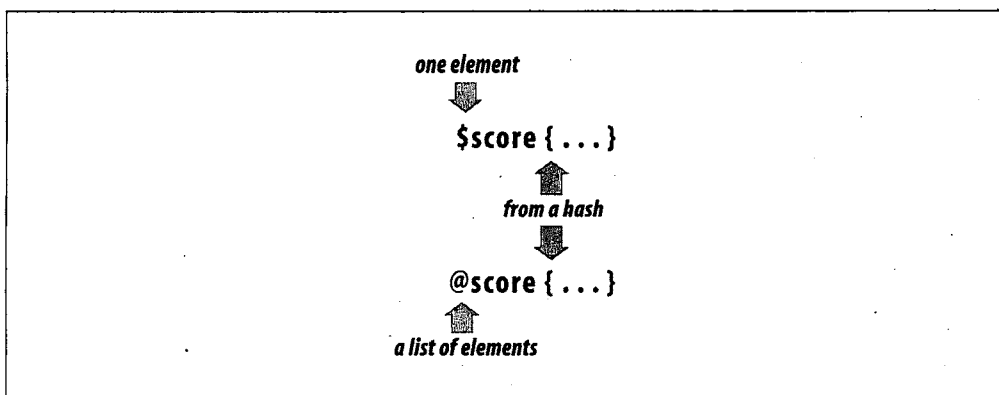 one element
$score { . . . }
from a hash
@score { . . . }
a list of elements